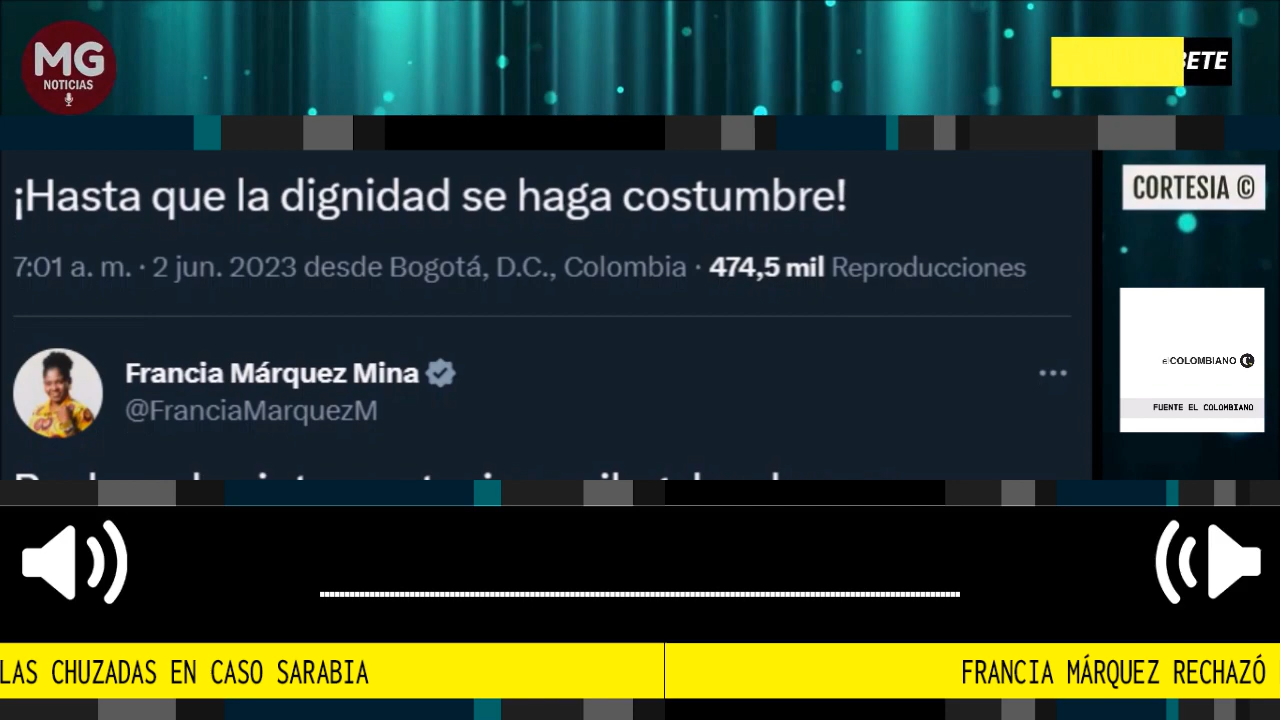 MG
NOTICIAS
BETE
¡Hasta que la dignidad se haga costumbre!
7:01 a. m. · 2 jun. 2023 desde Bogotá, D.C., Colombia · 474,5 mil Reproducciones
CORTESIA ©
Francia Márquez Mina
@FranciaMarquezM
el COLOMBIANO
FUENTE EL COLOMBIANO
LAS CHUZADAS EN CASO SARABIA
FRANCIA MÁRQUEZ RECHAZÓ